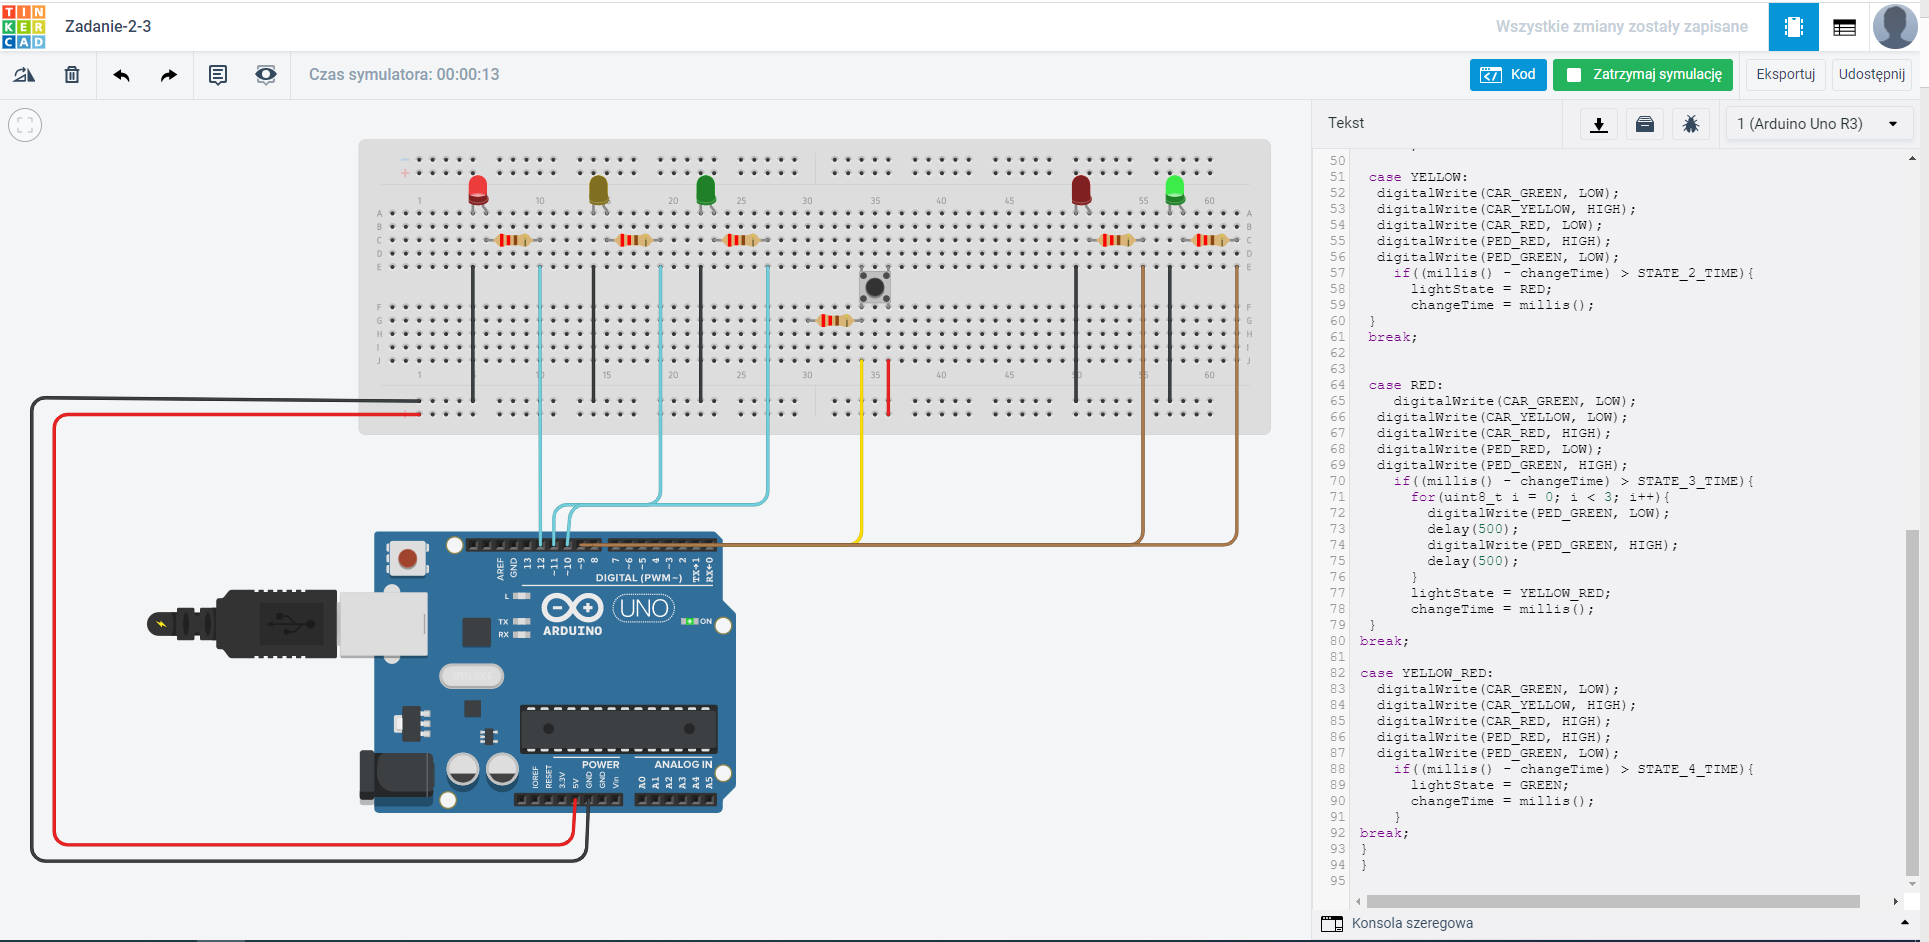 TIN
KER
CAD
Zadanie-2-3
Wszystkie zmiany zostały zapisane
Czas symulatora: 00:00:13
Kod
Zatrzymaj symulację
Eksportuj
Udostępnij
Tekst
1 (Arduino Uno R3)
1 10 15 20 25 30 35 40 45 55 60
A A
B B
C C
D D
E E
F F
G G
H H
I I
J J
1 10 15 20 25 30 35 40 45 50 60
AREF
GND
13
12
~11
~10
~9
8
7
~6
~5
4
~3
2
TX→1
RX←0
DIGITAL (PWM~)
L
TX
RX
UNO
ARDUINO
ON
POWER
ANALOG IN
IOREF
RESET
3.3V
5V
GND
GND
Vin
A0
A1
A2
A3
A4
A5
50
51 case YELLOW:
52 digitalWrite(CAR_GREEN, LOW);
53 digitalWrite(CAR_YELLOW, HIGH);
54 digitalWrite(CAR_RED, LOW);
55 digitalWrite(PED_RED, HIGH);
56 digitalWrite(PED_GREEN, LOW);
57 if((millis() - changeTime) > STATE_2_TIME){
58 lightState = RED;
59 changeTime = millis();
60 }
61 break;
62
63
64 case RED:
65 digitalWrite(CAR_GREEN, LOW);
66 digitalWrite(CAR_YELLOW, LOW);
67 digitalWrite(CAR_RED, HIGH);
68 digitalWrite(PED_RED, LOW);
69 digitalWrite(PED_GREEN, HIGH);
70 if((millis() - changeTime) > STATE_3_TIME){
71 for(uint8_t i = 0; i < 3; i++){
72 digitalWrite(PED_GREEN, LOW);
73 delay(500);
74 digitalWrite(PED_GREEN, HIGH);
75 delay(500);
76 }
77 lightState = YELLOW_RED;
78 changeTime = millis();
79 }
80 break;
81
82 case YELLOW_RED:
83 digitalWrite(CAR_GREEN, LOW);
84 digitalWrite(CAR_YELLOW, HIGH);
85 digitalWrite(CAR_RED, HIGH);
86 digitalWrite(PED_RED, HIGH);
87 digitalWrite(PED_GREEN, LOW);
88 if((millis() - changeTime) > STATE_4_TIME){
89 lightState = GREEN;
90 changeTime = millis();
91 }
92 break;
93 }
94 }
95
Konsola szeregowa